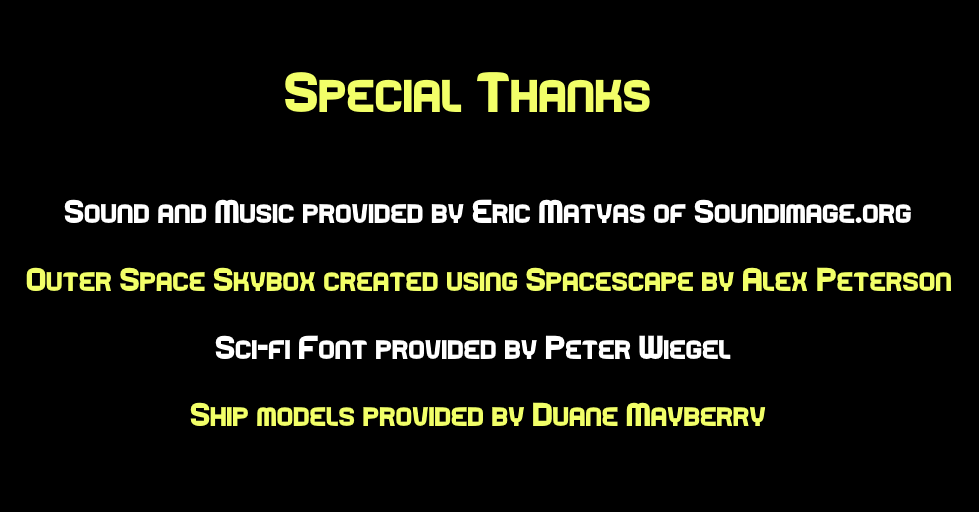 Special Thanks
Sound and Music provided by Eric Matyas of Soundimage.org
Outer Space Skybox created using Spacescape by Alex Peterson
Sci-fi Font provided by Peter Wiegel
Ship models provided by Duane Mayberry